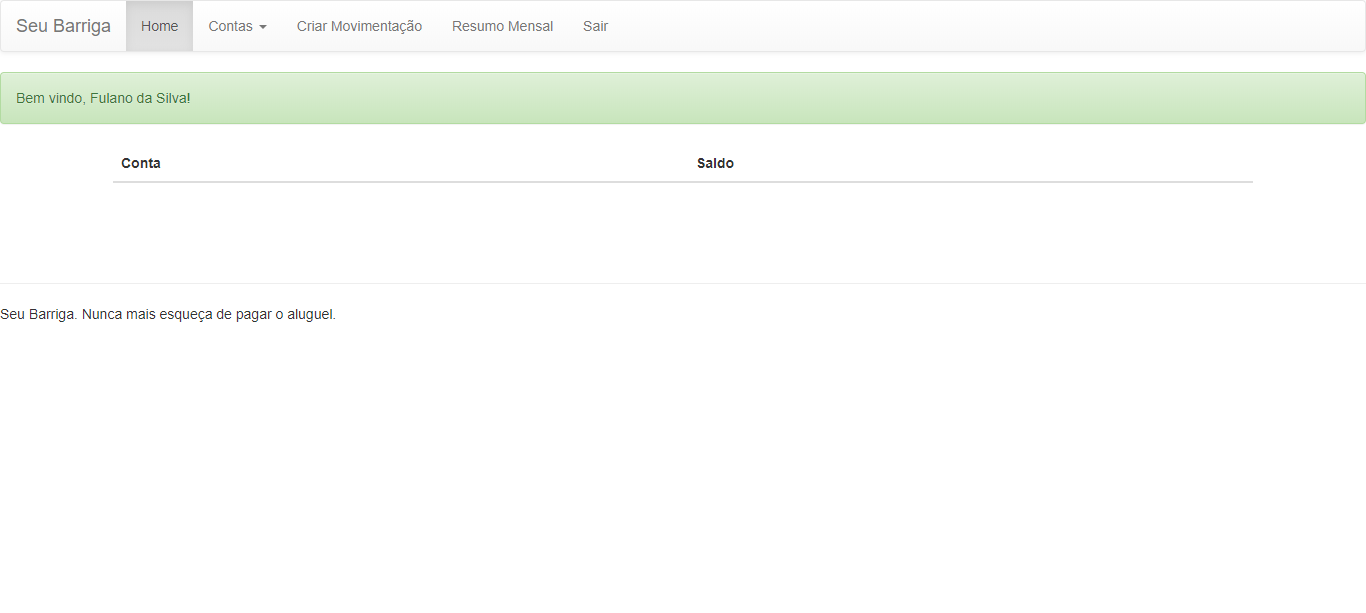 Seu Barriga Home Contas Criar Movimentação Resumo Mensal Sair
Bem vindo, Fulano da Silva!
Conta Saldo
Seu Barriga. Nunca mais esqueça de pagar o aluguel.